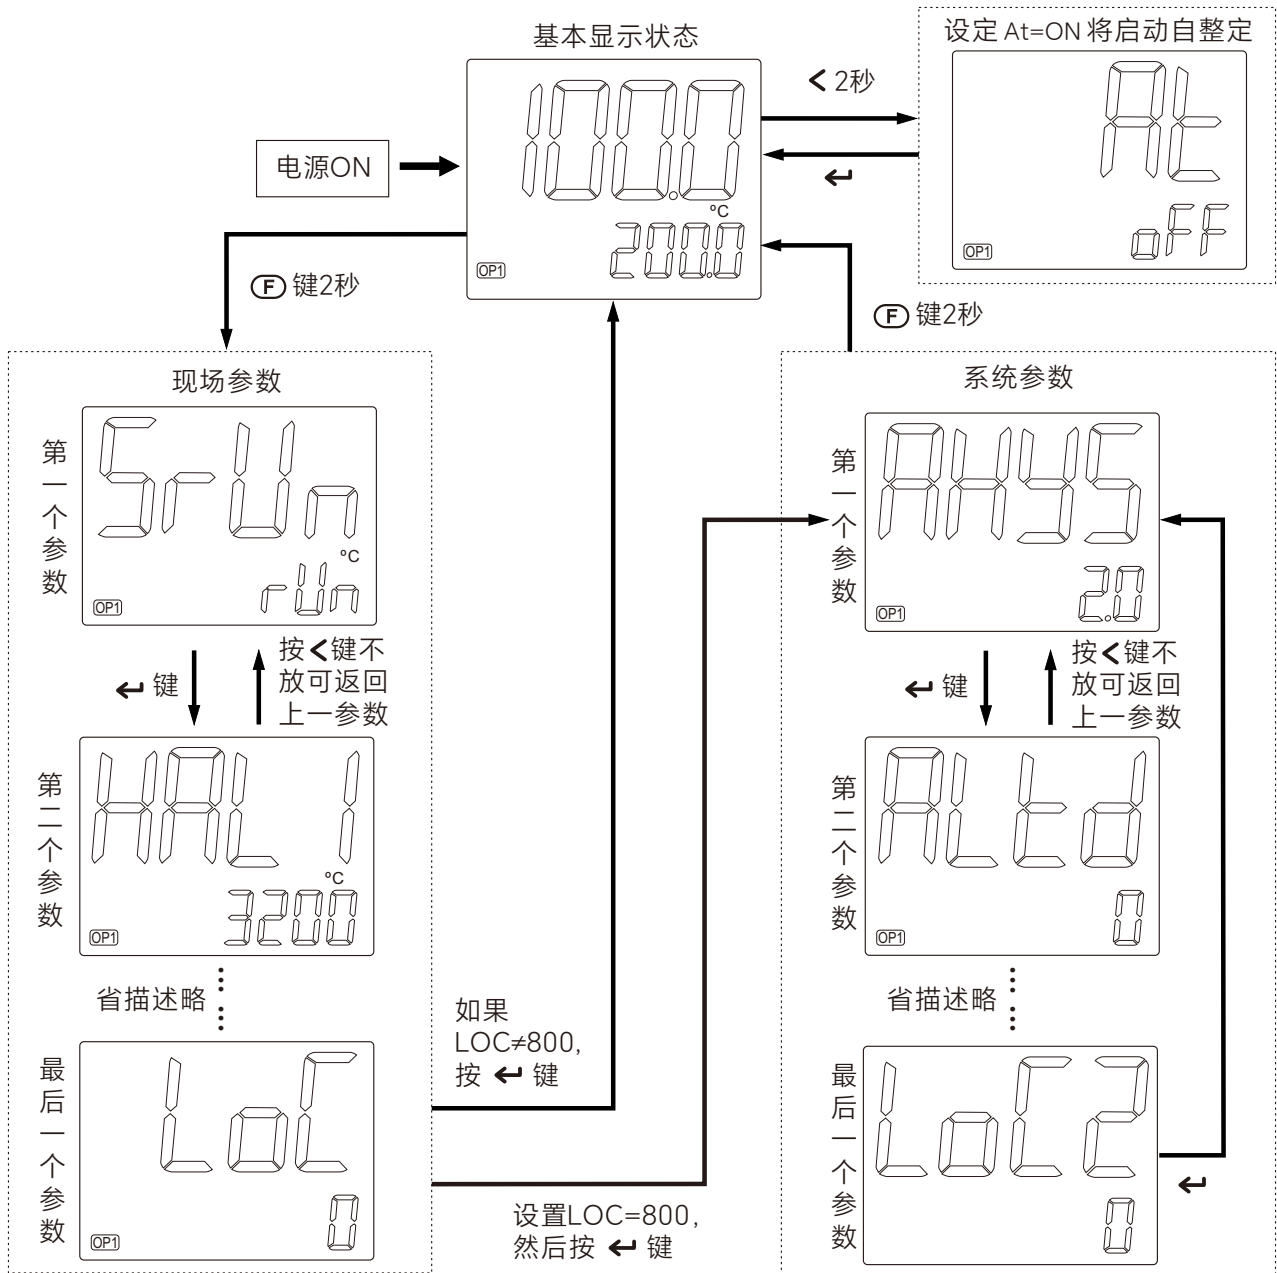 基本显示状态
设定 At=ON 将启动自整定
电源ON
100.0
℃
200.0
OP1
< 2秒
↵
At
oFF
OP1
F 键2秒
F 键2秒
现场参数
第一个参数
SrUn
℃
rUn
OP1
↵ 键
按<键不
放可返回
上一参数
第二个参数
HAL1
℃
3200
OP1
省描述略
最后一个参数
LoC
0
OP1
如果
LOC≠800,
按 ↵ 键
设置LOC=800,
然后按 ↵ 键
系统参数
第一个参数
AHYS
2.0
OP1
↵ 键
按<键不
放可返回
上一参数
第二个参数
ALtd
0
OP1
省描述略
最后一个参数
LoC2
0
↵